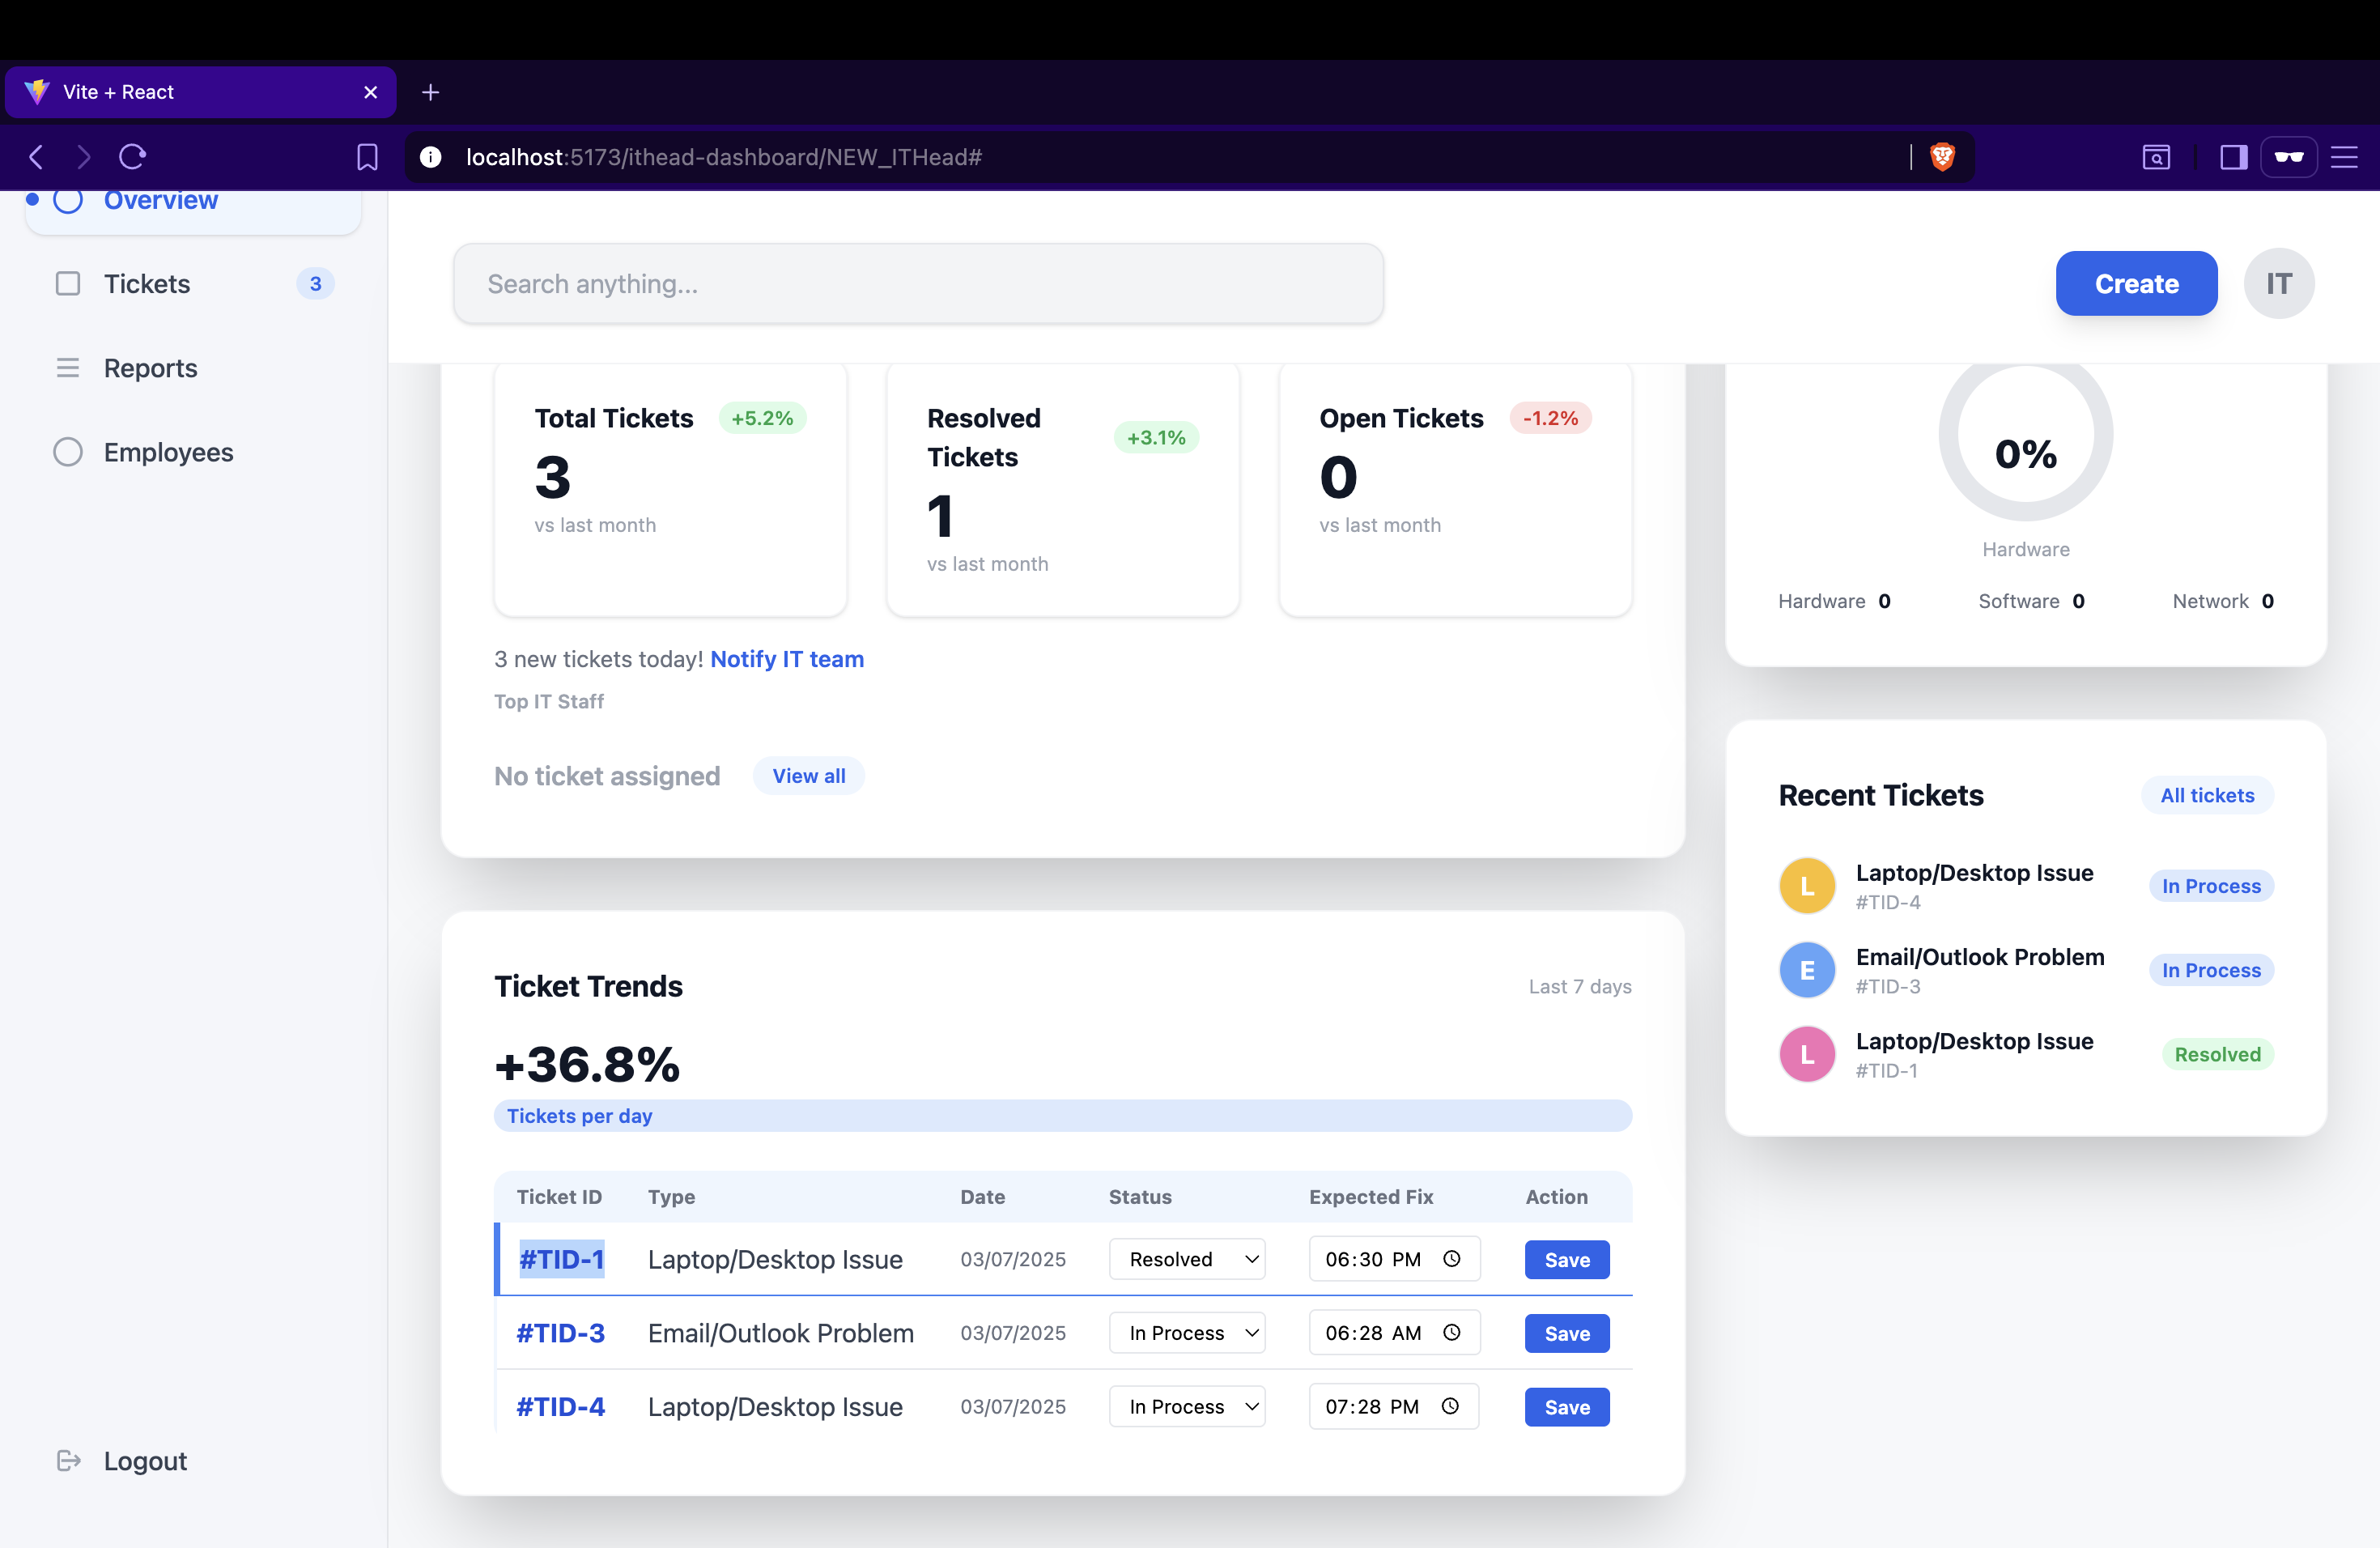 Vite + React
localhost:5173/ithead-dashboard/NEW_ITHead#
Overview
Tickets 3
Reports
Employees
Logout
Search anything...
Create
IT
Total Tickets +5.2%
3
vs last month
Resolved
Tickets
+3.1%
1
vs last month
Open Tickets -1.2%
0
vs last month
3 new tickets today! Notify IT team
Top IT Staff
No ticket assigned View all
0%
Hardware
Hardware 0 Software 0 Network 0
Ticket Trends Last 7 days
+36.8%
Tickets per day
Ticket ID Type Date Status Expected Fix Action
#TID-1 Laptop/Desktop Issue 03/07/2025 Resolved 06:30 PM Save
#TID-3 Email/Outlook Problem 03/07/2025 In Process 06:28 AM Save
#TID-4 Laptop/Desktop Issue 03/07/2025 In Process 07:28 PM Save
Recent Tickets All tickets
L Laptop/Desktop Issue In Process
#TID-4
E Email/Outlook Problem In Process
#TID-3
L Laptop/Desktop Issue Resolved
#TID-1